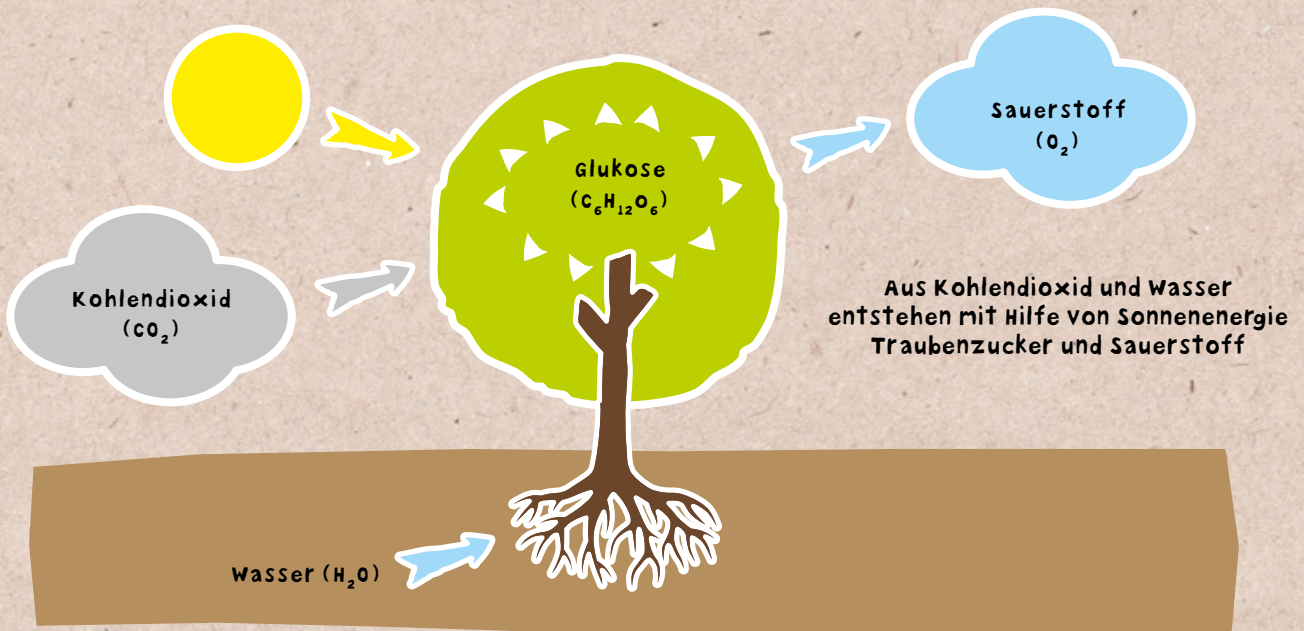 Sauerstoff
(O₂)
Glukose
(C₆H₁₂O₆)
Kohlendioxid
(CO₂)
Aus Kohlendioxid und Wasser
entstehen mit Hilfe von Sonnenenergie
Traubenzucker und Sauerstoff
Wasser (H₂O)